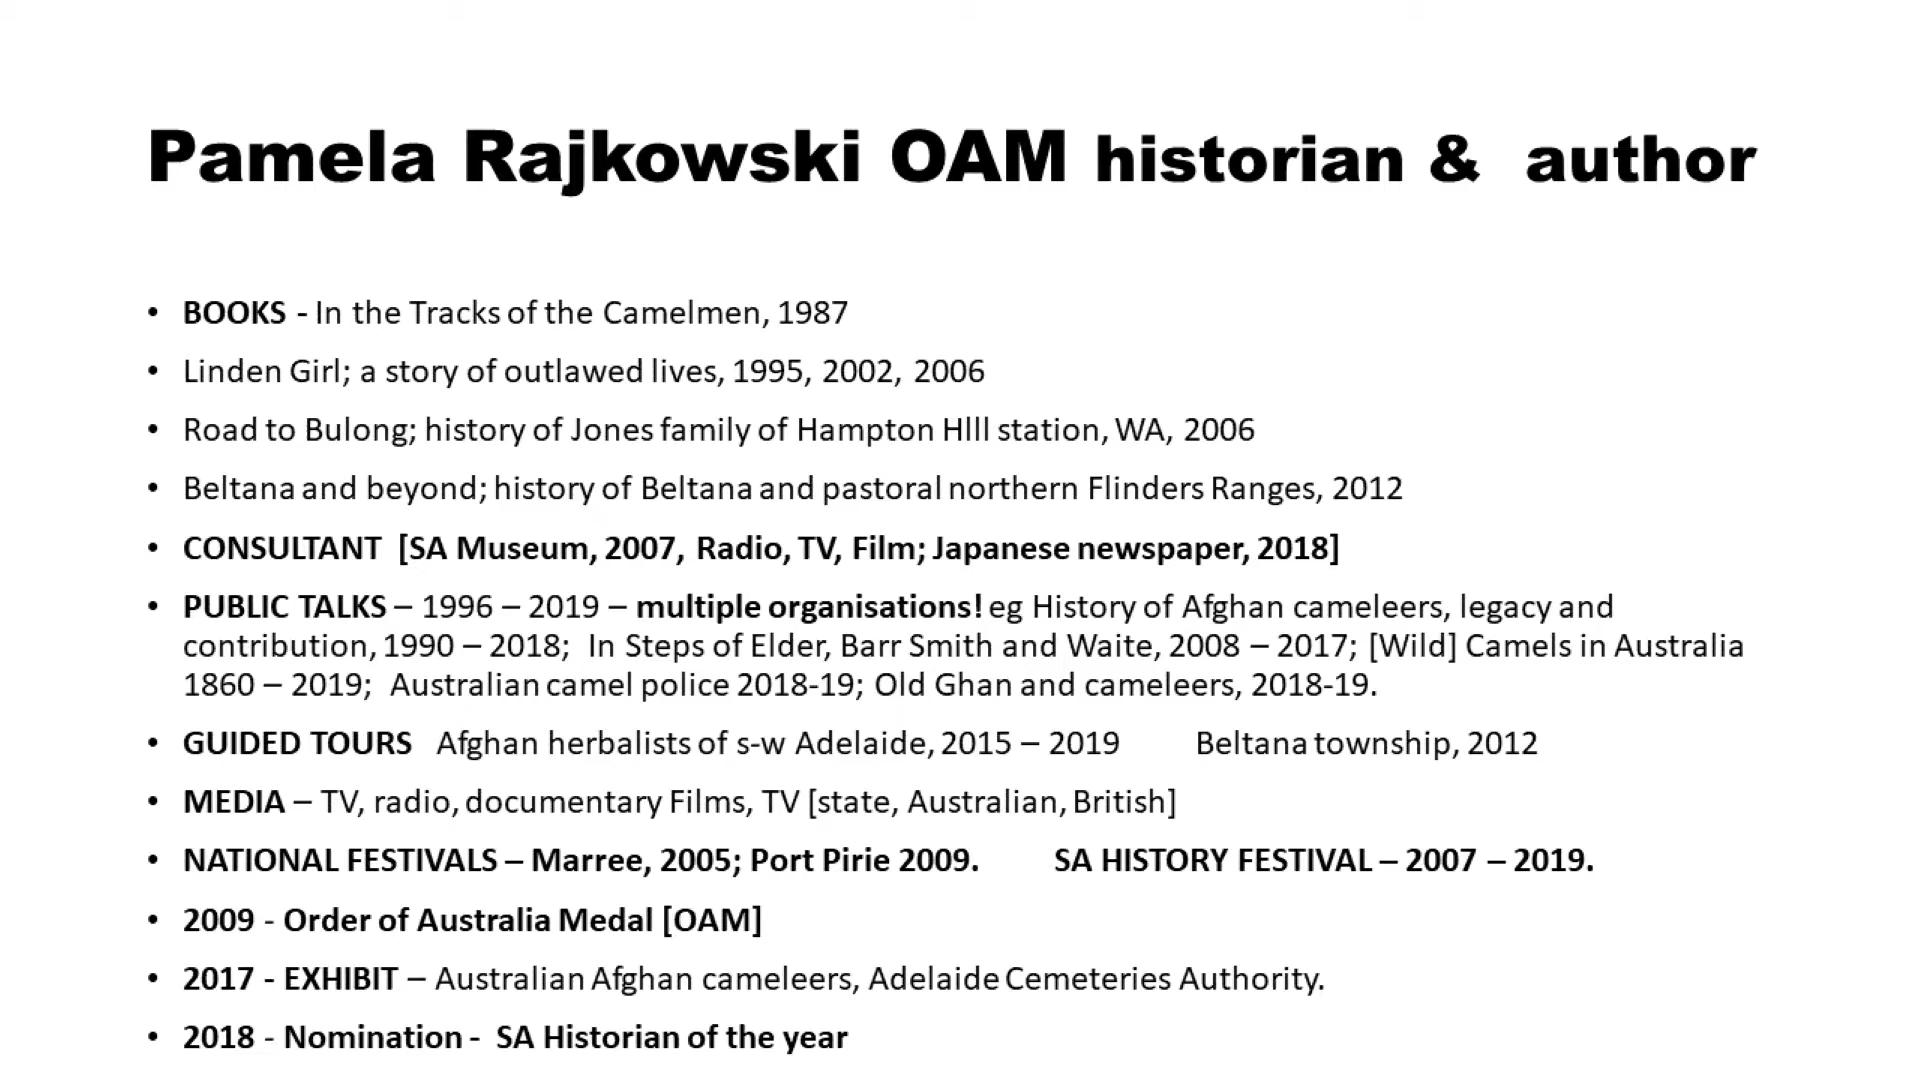 Pamela Rajkowski OAM historian & author
• BOOKS - In the Tracks of the Camelmen, 1987
• Linden Girl; a story of outlawed lives, 1995, 2002, 2006
• Road to Bulong; history of Jones family of Hampton HIll station, WA, 2006
• Beltana and beyond; history of Beltana and pastoral northern Flinders Ranges, 2012
• CONSULTANT [SA Museum, 2007, Radio, TV, Film; Japanese newspaper, 2018]
• PUBLIC TALKS – 1996 – 2019 – multiple organisations! eg History of Afghan cameleers, legacy and
contribution, 1990 – 2018; In Steps of Elder, Barr Smith and Waite, 2008 – 2017; [Wild] Camels in Australia
1860 – 2019; Australian camel police 2018-19; Old Ghan and cameleers, 2018-19.
• GUIDED TOURS Afghan herbalists of s-w Adelaide, 2015 – 2019 Beltana township, 2012
• MEDIA – TV, radio, documentary Films, TV [state, Australian, British]
• NATIONAL FESTIVALS – Marree, 2005; Port Pirie 2009. SA HISTORY FESTIVAL – 2007 – 2019.
• 2009 - Order of Australia Medal [OAM]
• 2017 - EXHIBIT – Australian Afghan cameleers, Adelaide Cemeteries Authority.
• 2018 - Nomination - SA Historian of the year